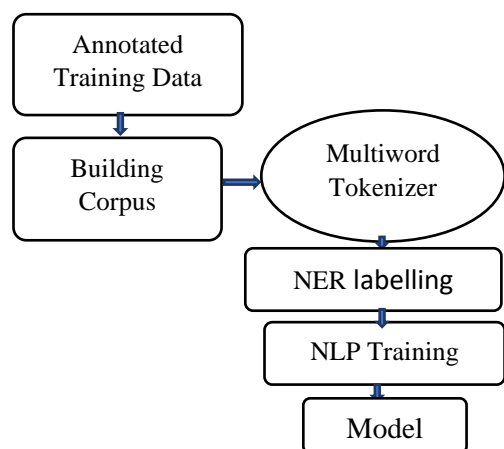 Annotated
Training Data
Building
Corpus
Multiword
Tokenizer
NER labelling
NLP Training
Model